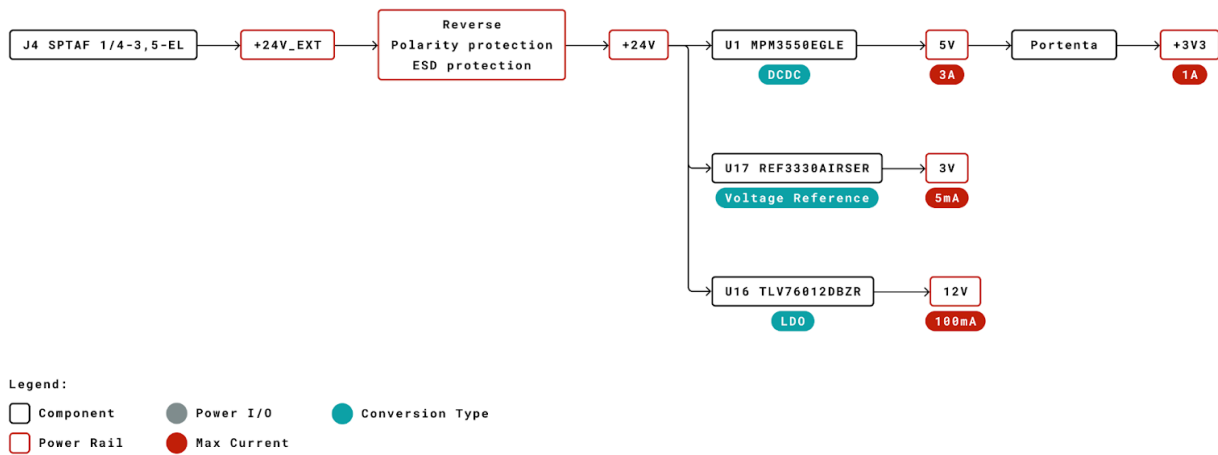 J4 SPTAF 1/4-3,5-EL
+24V_EXT
Reverse
Polarity protection
ESD protection
+24V
U1 MPM3550EGLE
DCDC
5V
3A
Portenta
+3V3
1A
U17 REF3330AIRSER
Voltage Reference
3V
5mA
U16 TLV76012DBZR
LDO
12V
100mA
Legend:
Component
Power I/O
Conversion Type
Power Rail
Max Current